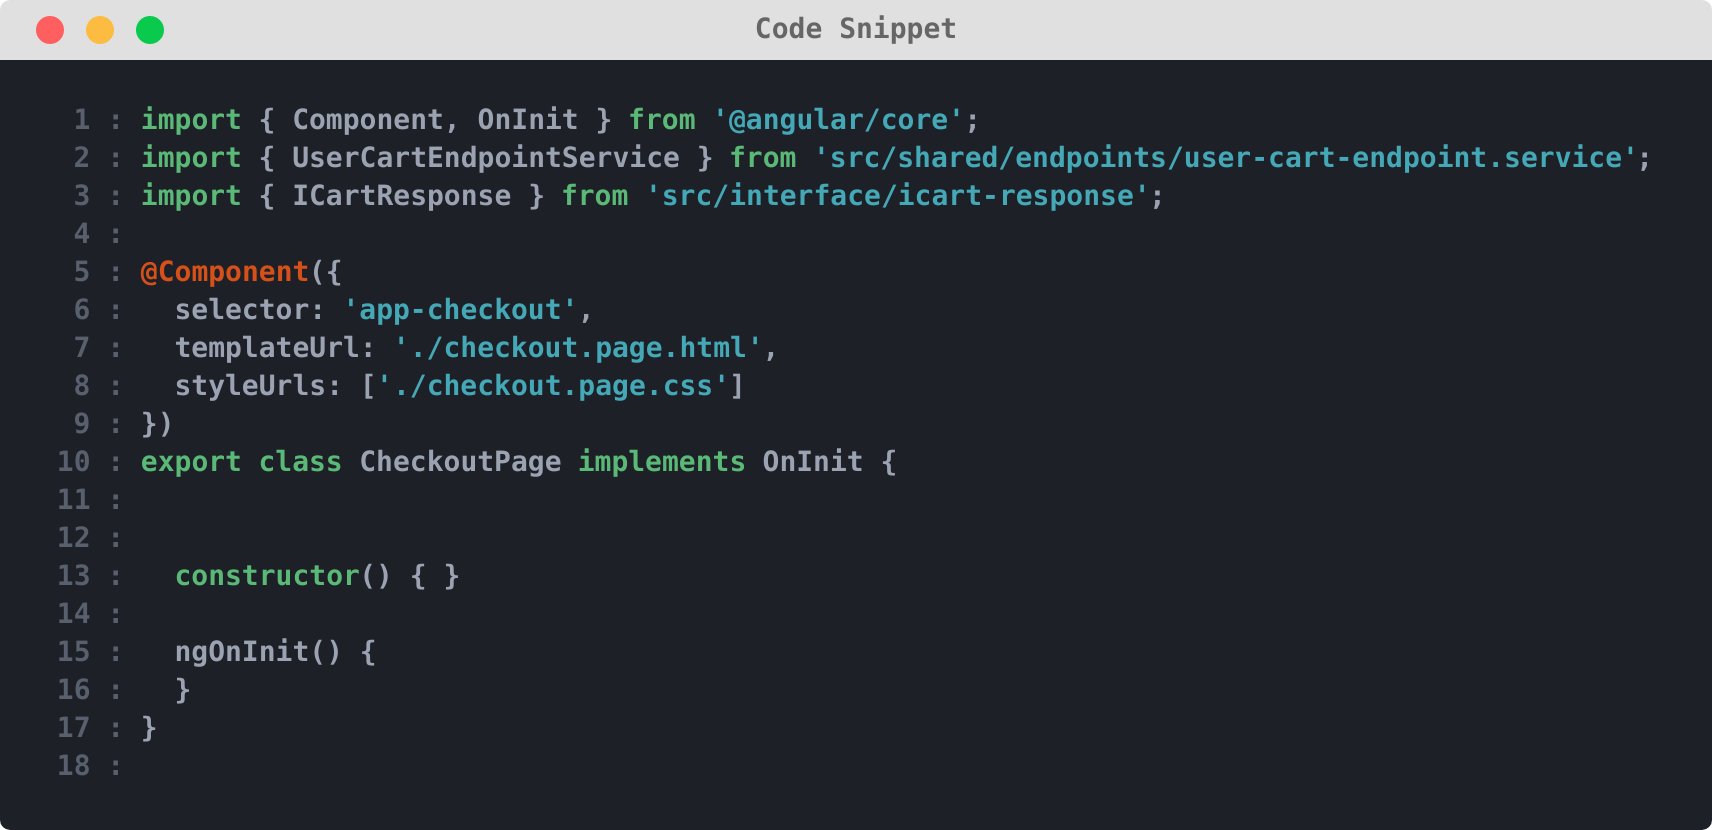 Code Snippet
1 : import { Component, OnInit } from '@angular/core';
2 : import { UserCartEndpointService } from 'src/shared/endpoints/user-cart-endpoint.service';
3 : import { ICartResponse } from 'src/interface/icart-response';
4 :
5 : @Component({
6 :   selector: 'app-checkout',
7 :   templateUrl: './checkout.page.html',
8 :   styleUrls: ['./checkout.page.css']
9 : })
10 : export class CheckoutPage implements OnInit {
11 :
12 :
13 :   constructor() { }
14 :
15 :   ngOnInit() {
16 :   }
17 : }
18 :